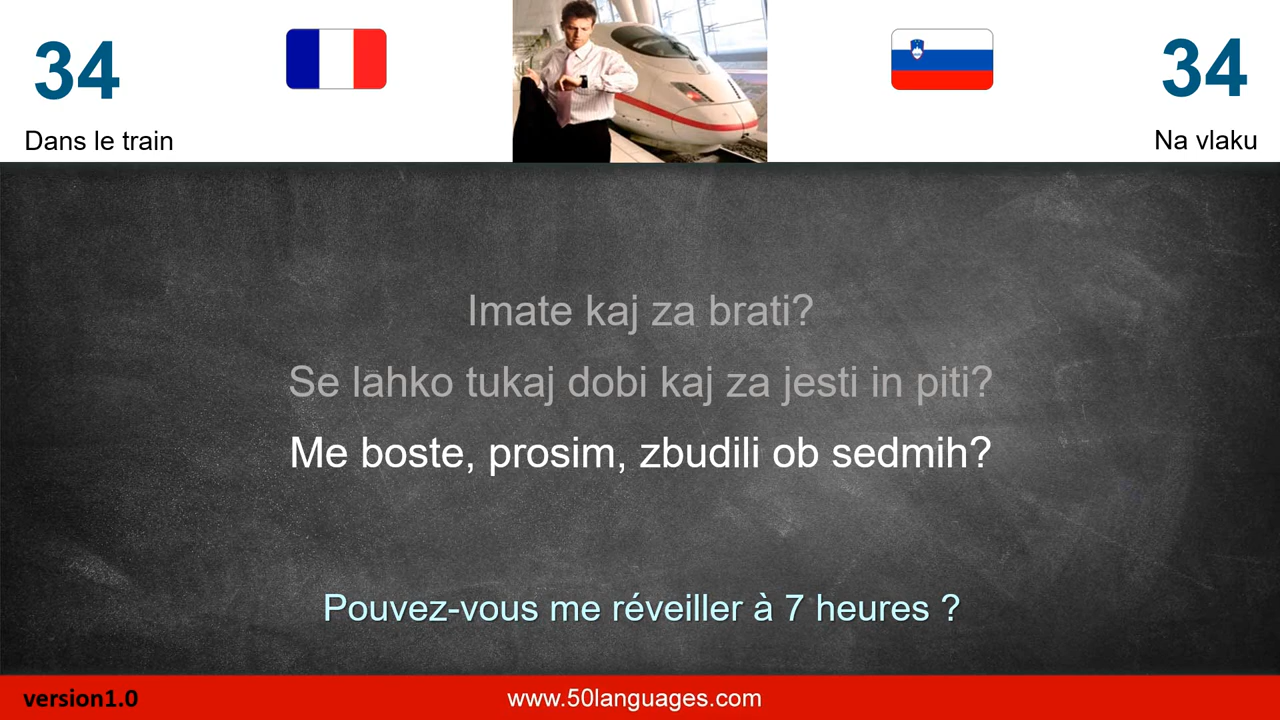 34
34
Dans le train
Na vlaku
Imate kaj za brati?
Se lahko tukaj dobi kaj za jesti in piti?
Me boste, prosim, zbudili ob sedmih?
Pouvez-vous me réveiller à 7 heures ?
version1.0
www.50languages.com